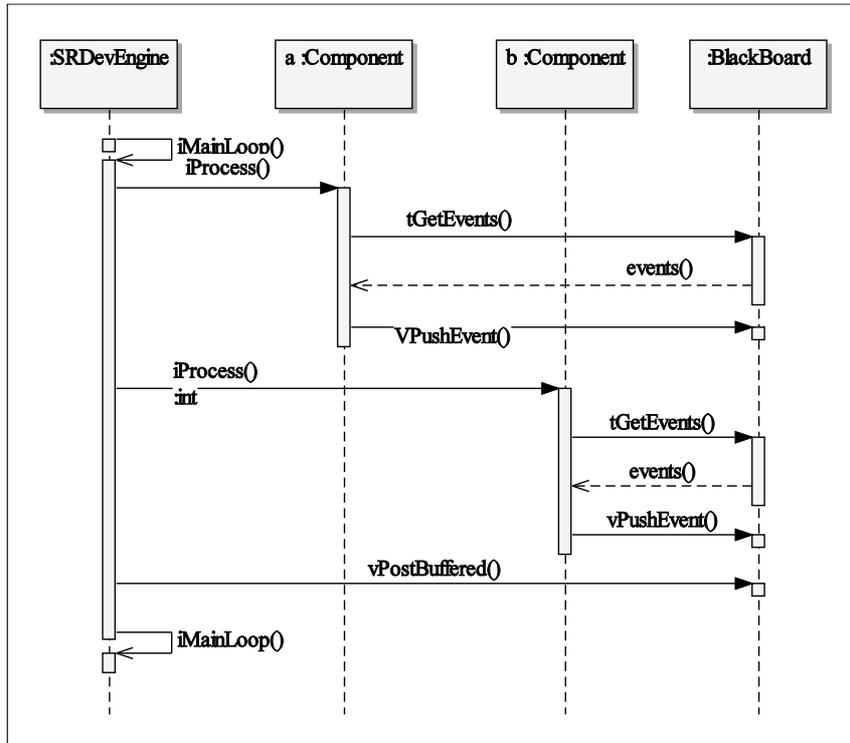 :SRDevEngine
a :Component
b :Component
:BlackBoard
iMainLoop()
iProcess()
tGetEvents()
events()
VPushEvent()
iProcess()
:int
tGetEvents()
events()
vPushEvent()
vPostBuffered()
iMainLoop()